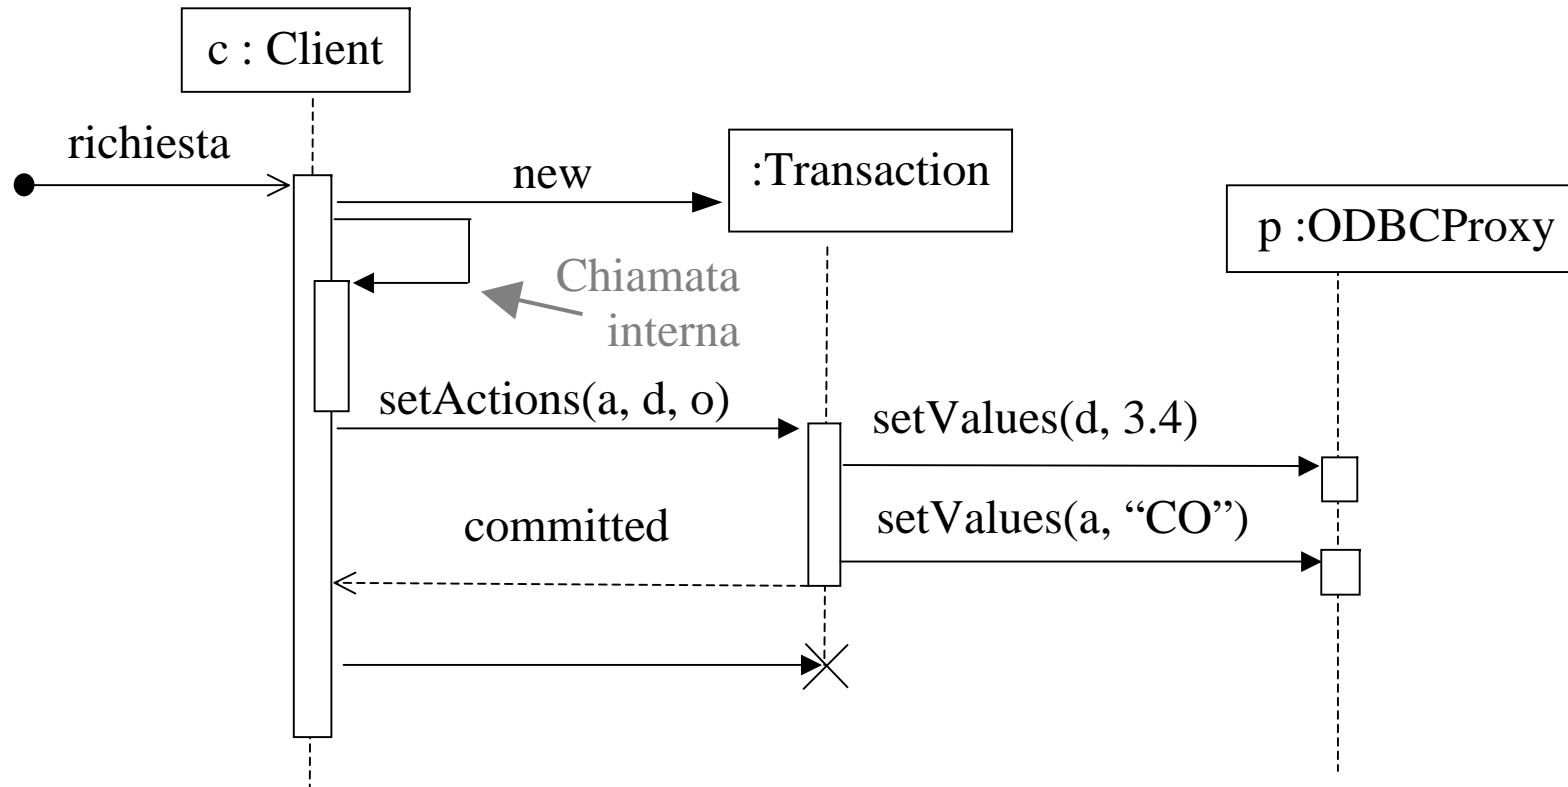 c : Client
richiesta
new
:Transaction
p :ODBCProxy
Chiamata
interna
setActions(a, d, o)
setValues(d, 3.4)
committed
setValues(a, “CO”)